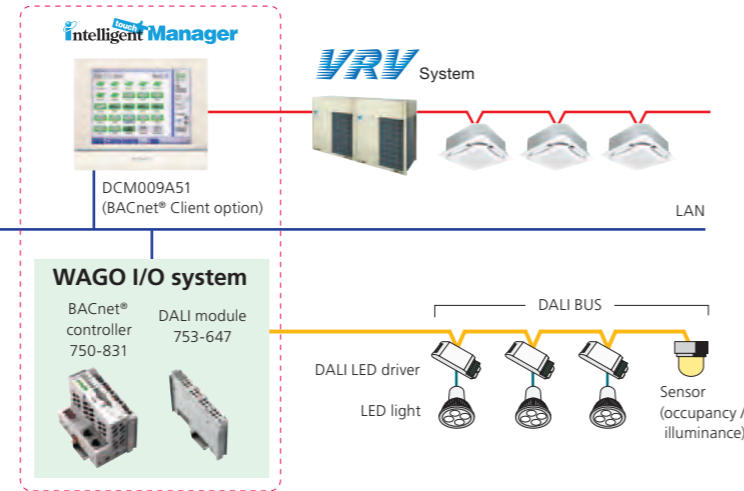 intelligent touch Manager
VRV System
DCM009A51
(BACnet® Client option)
LAN
WAGO I/O system
BACnet®
controller
750-831
DALI module
753-647
DALI BUS
DALI LED driver
LED light
Sensor
(occupancy /
illuminance)